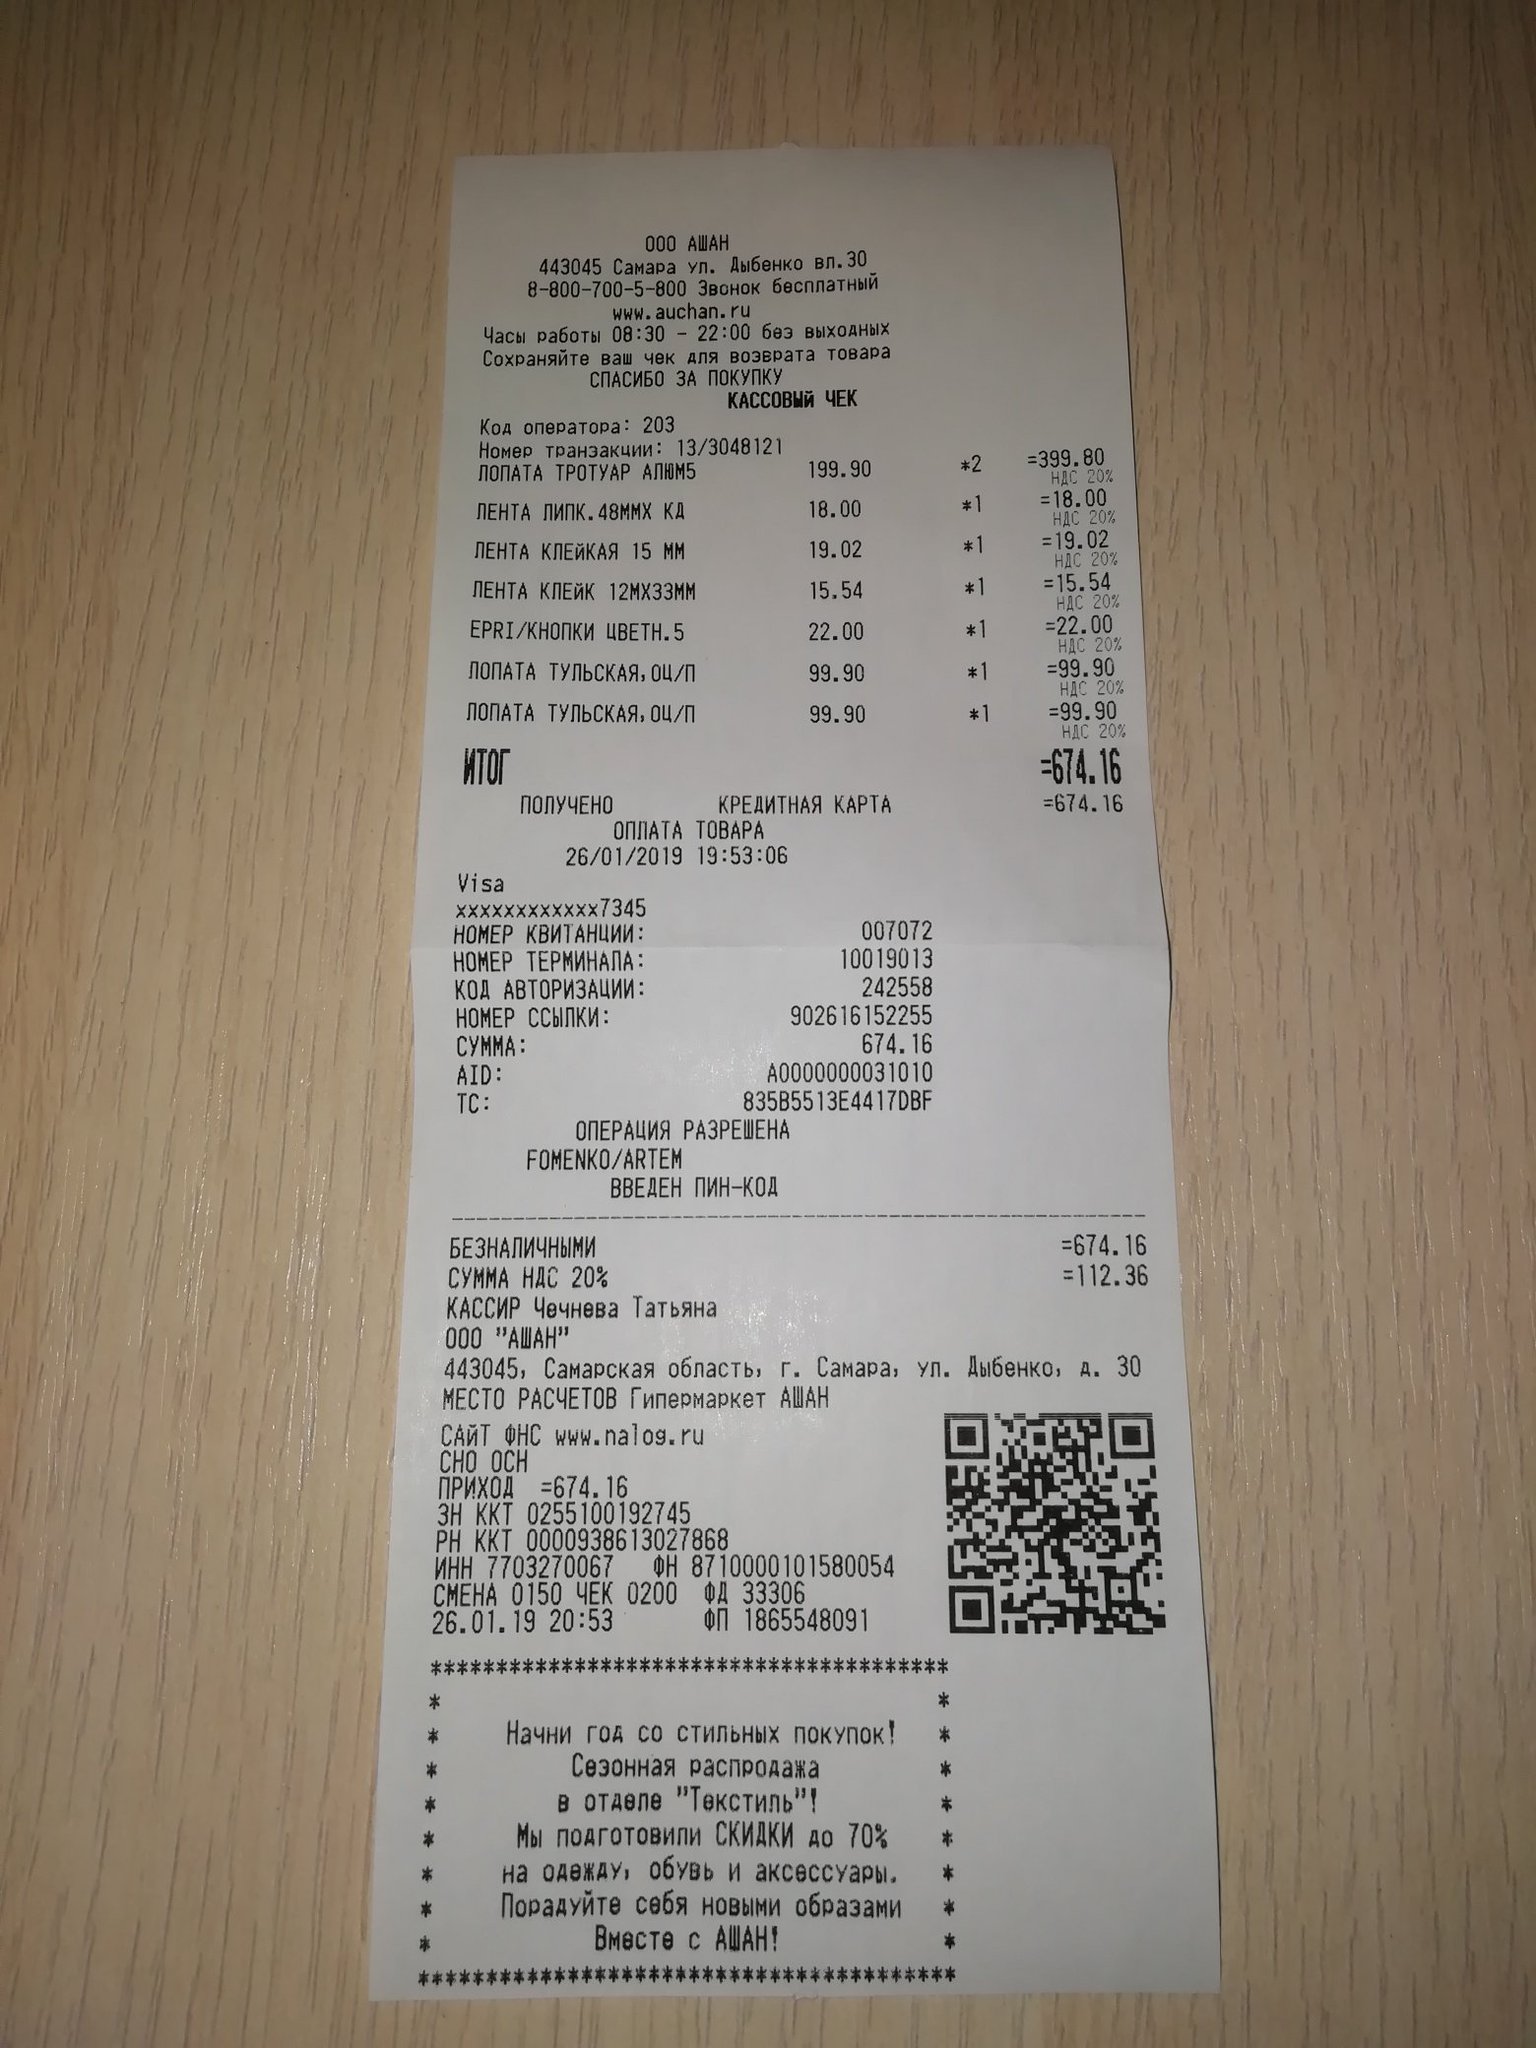 ООО АШАН
443045 Самара ул. Дыбенко вл.30
8-800-700-5-800 Звонок бесплатный
www.auchan.ru
Часы работы 08:30 - 22:00 без выходных
Сохраняйте ваш чек для возврата товара
СПАСИБО ЗА ПОКУПКУ
КАССОВЫЙ ЧЕК
Код оператора: 203
Номер транзакции: 13/3048121
ЛОПАТА ТРОТУАР АЛЮМ5 199.90 *2 =399.80
НДС 20%
ЛЕНТА ЛИПК.48ММХ КД 18.00 *1 =18.00
НДС 20%
ЛЕНТА КЛЕЙКАЯ 15 ММ 19.02 *1 =19.02
НДС 20%
ЛЕНТА КЛЕЙК 12МХ33ММ 15.54 *1 =15.54
НДС 20%
EPRI/КНОПКИ ЦВЕТН.5 22.00 *1 =22.00
НДС 20%
ЛОПАТА ТУЛЬСКАЯ,ОЦ/П 99.90 *1 =99.90
НДС 20%
ЛОПАТА ТУЛЬСКАЯ,ОЦ/П 99.90 *1 =99.90
НДС 20%
ИТОГ =674.16
ПОЛУЧЕНО КРЕДИТНАЯ КАРТА =674.16
ОПЛАТА ТОВАРА
26/01/2019 19:53:06
Visa
xxxxxxxxxxxx7345
НОМЕР КВИТАНЦИИ: 007072
НОМЕР ТЕРМИНАЛА: 10019013
КОД АВТОРИЗАЦИИ: 242558
НОМЕР ССЫЛКИ: 902616152255
СУММА: 674.16
AID: A0000000031010
TC: 835B5513E4417DBF
ОПЕРАЦИЯ РАЗРЕШЕНА
FOMENKO/ARTEM
ВВЕДЕН ПИН-КОД
БЕЗНАЛИЧНЫМИ =674.16
СУММА НДС 20% =112.36
КАССИР Чечнева Татьяна
ООО "АШАН"
443045, Самарская область, г. Самара, ул. Дыбенко, д. 30
МЕСТО РАСЧЕТОВ Гипермаркет АШАН
САЙТ ФНС www.nalog.ru
СНО ОСН
ПРИХОД =674.16
ЗН ККТ 0255100192745
РН ККТ 0000938613027868
ИНН 7703270067 ФН 8710000101580054
СМЕНА 0150 ЧЕК 0200 ФД 33306
26.01.19 20:53 ФП 1865548091
****************************************
* *
* Начни год со стильных покупок! *
* Сезонная распродажа *
* в отделе "Текстиль"! *
* Мы подготовили СКИДКИ до 70% *
* на одежду, обувь и аксессуары. *
* Порадуйте себя новыми образами *
* Вместе с АШАН! *
****************************************